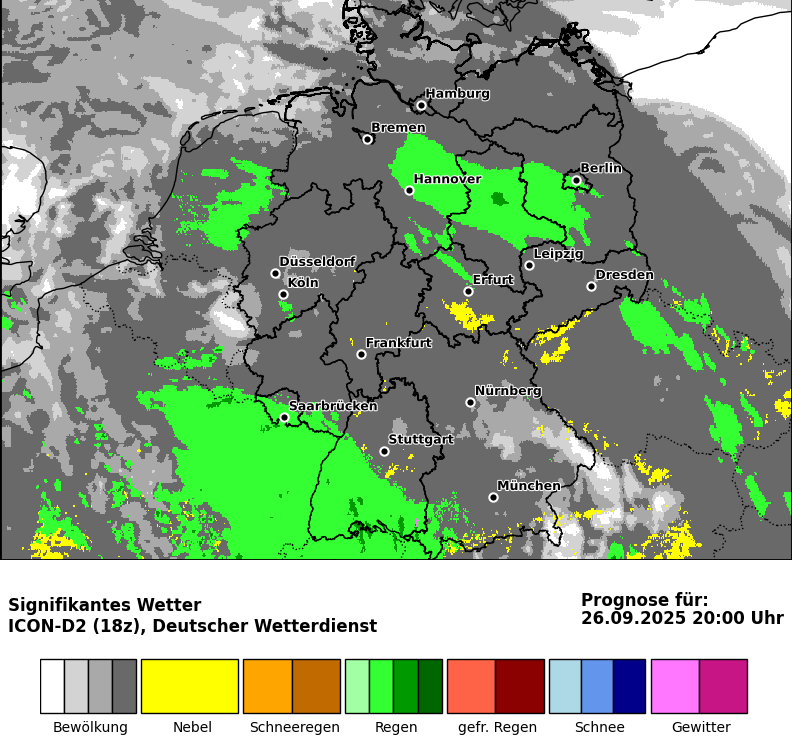 Hamburg
Bremen
Berlin
Hannover
Leipzig
Düsseldorf
Dresden
Erfurt
Köln
Frankfurt
Nürnberg
Saarbrücken
Stuttgart
München
Signifikantes Wetter
ICON-D2 (18z), Deutscher Wetterdienst
Prognose für:
26.09.2025 20:00 Uhr
Bewölkung Nebel Schneeregen Regen gefr. Regen Schnee Gewitter